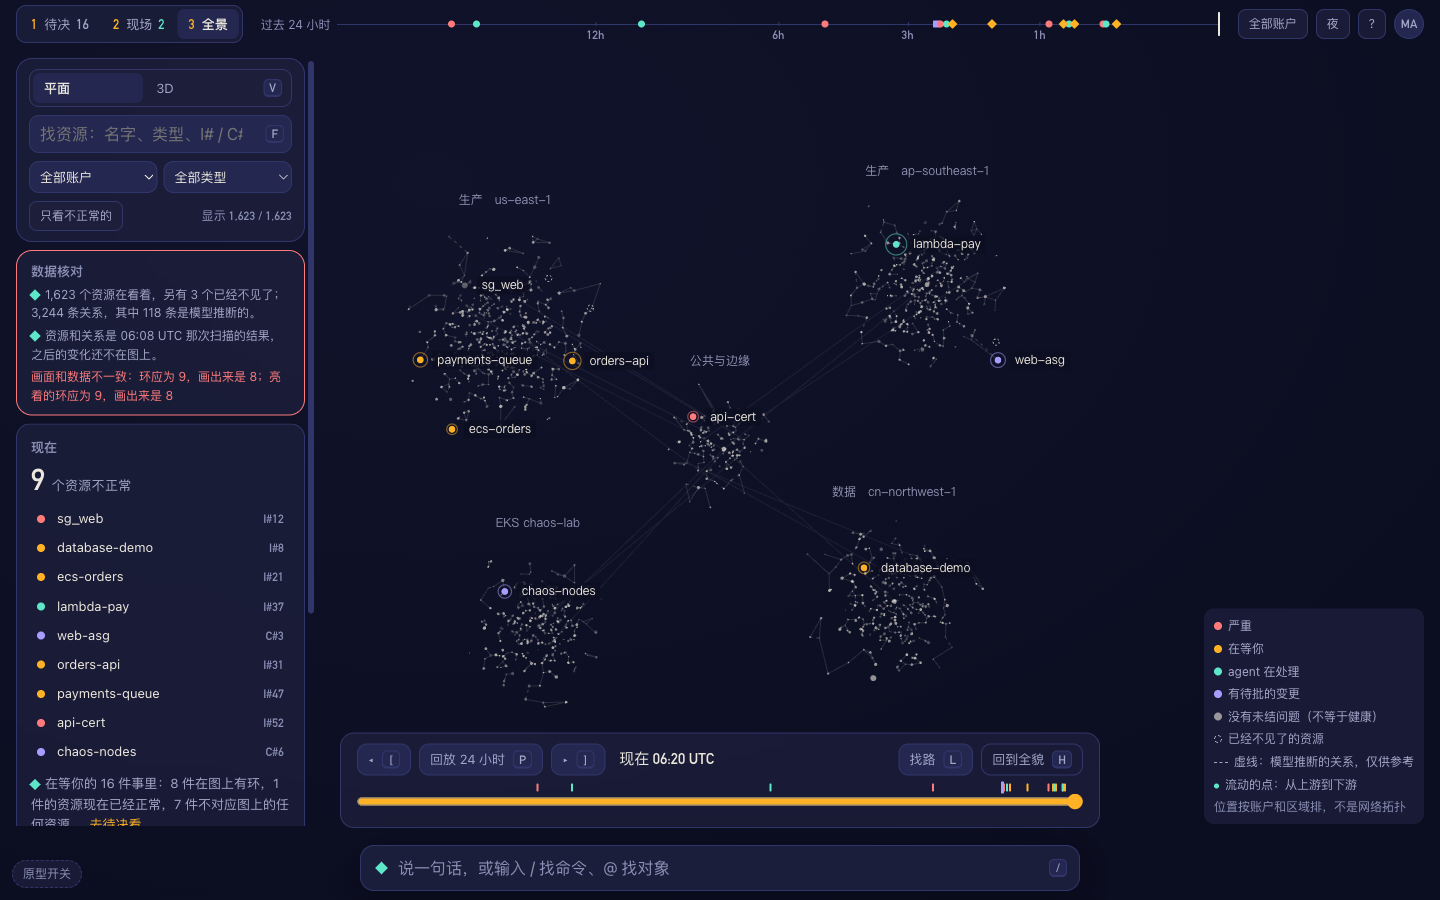 1 待决 16
2 现场 2
3 全景
过去 24 小时
12h
6h
3h
1h
全部账户
夜
?
MA
平面
3D
V
找资源：名字、类型、I# / C#
F
全部账户
全部类型
只看不正常的
显示 1,623 / 1,623
数据核对
1,623 个资源在看着，另有 3 个已经不见了；
3,244 条关系，其中 118 条是模型推断的。
资源和关系是 06:08 UTC 那次扫描的结果，
之后的变化还不在图上。
画面和数据不一致：环应为 9，画出来是 8；亮
着的环应为 9，画出来是 8
现在
9 个资源不正常
sg_web I#12
database-demo I#8
ecs-orders I#21
lambda-pay I#37
web-asg C#3
orders-api I#31
payments-queue I#47
api-cert I#52
chaos-nodes C#6
在等你的 16 件事里：8 件在图上有环，1
件的资源现在已经正常，7 件不对应图上的任
何资源。 去待决看
原型开关
生产 us-east-1
sg_web
payments-queue
orders-api
ecs-orders
生产 ap-southeast-1
lambda-pay
web-asg
公共与边缘
api-cert
EKS chaos-lab
chaos-nodes
数据 cn-northwest-1
database-demo
[
回放 24 小时 P
]
现在 06:20 UTC
找路 L
回到全貌 H
说一句话，或输入 / 找命令、@ 找对象
/
严重
在等你
agent 在处理
有待批的变更
没有未结问题（不等于健康）
已经不见了的资源
虚线：模型推断的关系，仅供参考
流动的点：从上游到下游
位置按账户和区域排，不是网络拓扑